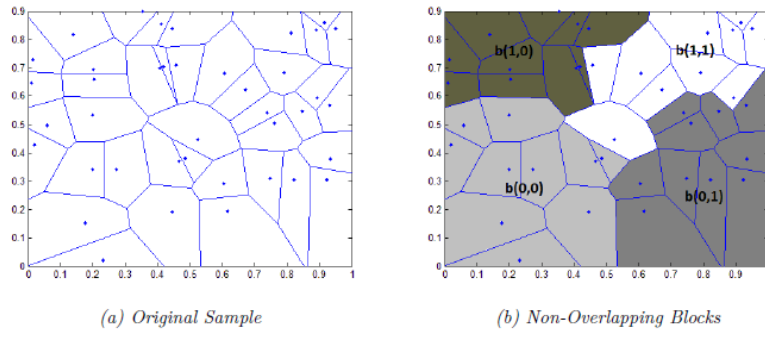 0.9 0.9
0.8 0.8
0.7 b(1,0) b(1,1) 0.7
0.6 0.6
0.5 0.5
0.4 0.4
0.3 b(0,0) b(0,1) 0.3
0.2 0.2
0.1 0.1
0 0
0 0.1 0.2 0.3 0.4 0.5 0.6 0.7 0.8 0.9 1
0 0.1 0.2 0.3 0.4 0.5 0.6 0.7 0.8 0.9
(a) Original Sample
(b) Non-Overlapping Blocks